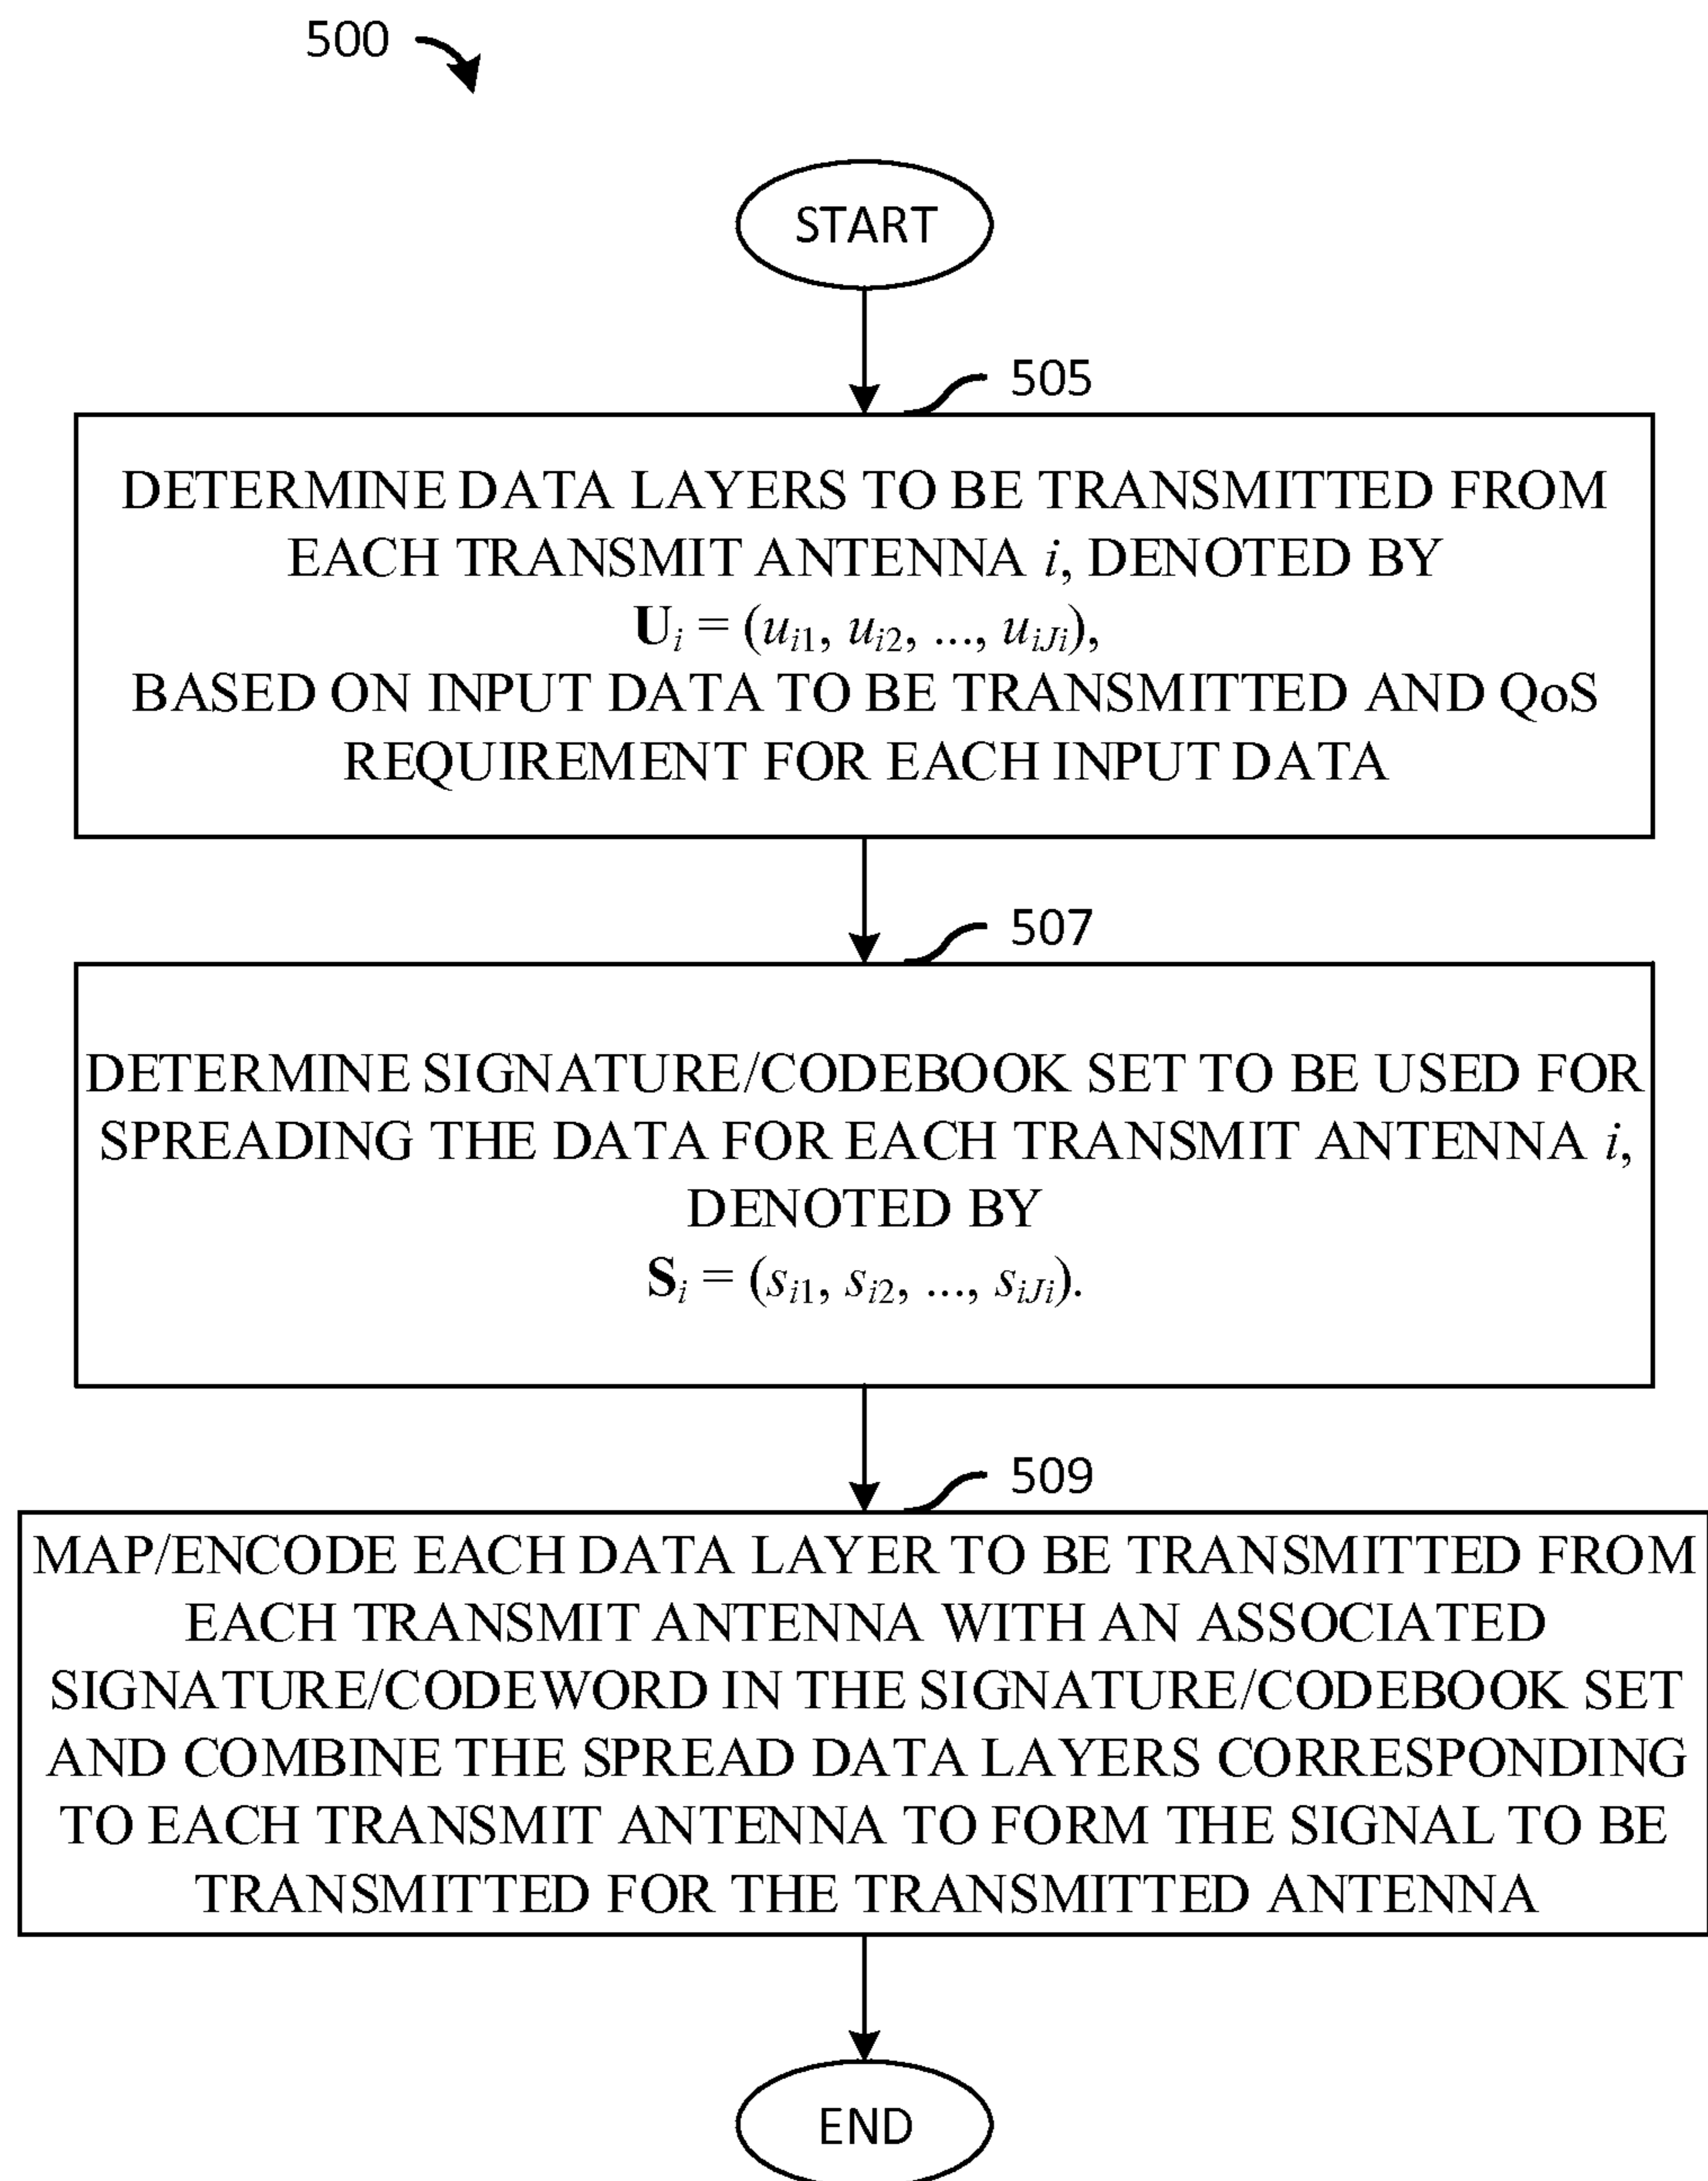 500
START
505
DETERMINE DATA LAYERS TO BE TRANSMITTED FROM
EACH TRANSMIT ANTENNA i, DENOTED BY
Ui = (ui1, ui2, ..., uiJi),
BASED ON INPUT DATA TO BE TRANSMITTED AND QoS
REQUIREMENT FOR EACH INPUT DATA
507
DETERMINE SIGNATURE/CODEBOOK SET TO BE USED FOR
SPREADING THE DATA FOR EACH TRANSMIT ANTENNA i,
DENOTED BY
Si = (si1, si2, ..., siJi).
509
MAP/ENCODE EACH DATA LAYER TO BE TRANSMITTED FROM
EACH TRANSMIT ANTENNA WITH AN ASSOCIATED
SIGNATURE/CODEWORD IN THE SIGNATURE/CODEBOOK SET
AND COMBINE THE SPREAD DATA LAYERS CORRESPONDING
TO EACH TRANSMIT ANTENNA TO FORM THE SIGNAL TO BE
TRANSMITTED FOR THE TRANSMITTED ANTENNA
END